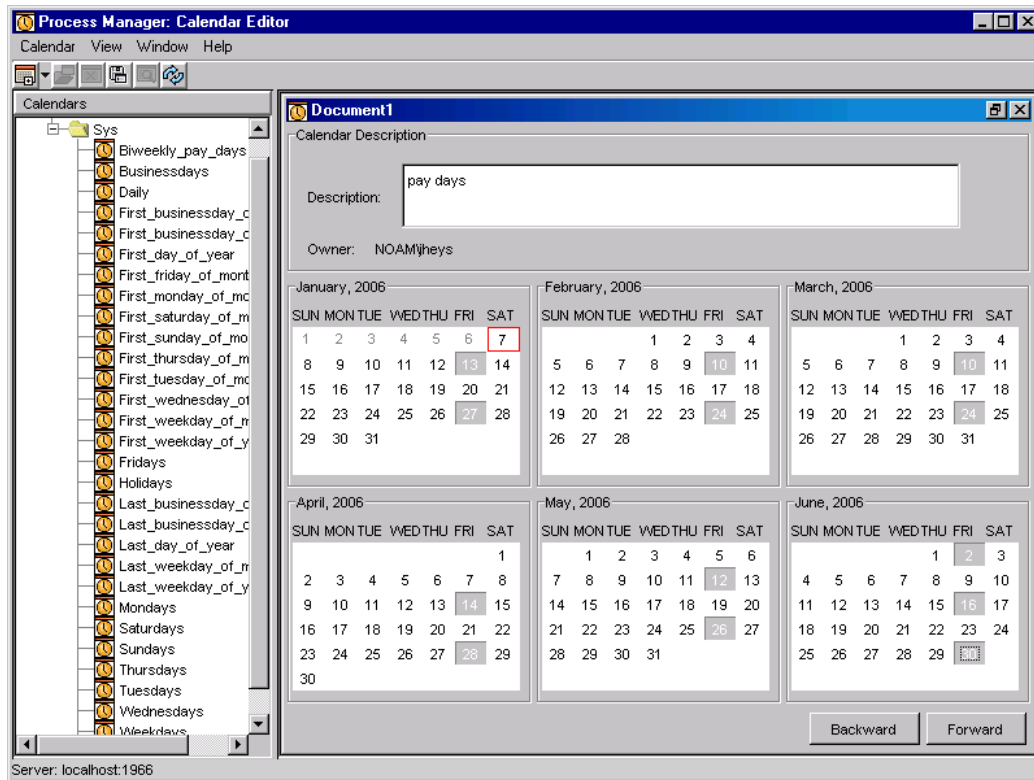 Process Manager: Calendar Editor
Calendar View Window Help
Calendars
Sys
Biweekly_pay_days
Businessdays
Daily
First_businessday_c
First_businessday_c
First_day_of_year
First_friday_of_mont
First_monday_of_mc
First_saturday_of_m
First_sunday_of_mo
First_thursday_of_m
First_tuesday_of_mc
First_wednesday_of
First_weekday_of_m
First_weekday_of_y
Fridays
Holidays
Last_businessday_c
Last_businessday_c
Last_day_of_year
Last_weekday_of_m
Last_weekday_of_y
Mondays
Saturdays
Sundays
Thursdays
Tuesdays
Wednesdays
Weekdays
Server: localhost:1966
Document1
Calendar Description
Description: pay days
Owner: NOAM\jheys
January, 2006
SUN MON TUE WED THU FRI SAT
1 2 3 4 5 6 7
8 9 10 11 12 13 14
15 16 17 18 19 20 21
22 23 24 25 26 27 28
29 30 31
February, 2006
SUN MON TUE WED THU FRI SAT
1 2 3 4
5 6 7 8 9 10 11
12 13 14 15 16 17 18
19 20 21 22 23 24 25
26 27 28
March, 2006
SUN MON TUE WED THU FRI SAT
1 2 3 4
5 6 7 8 9 10 11
12 13 14 15 16 17 18
19 20 21 22 23 24 25
26 27 28 29 30 31
April, 2006
SUN MON TUE WED THU FRI SAT
1
2 3 4 5 6 7 8
9 10 11 12 13 14 15
16 17 18 19 20 21 22
23 24 25 26 27 28 29
30
May, 2006
SUN MON TUE WED THU FRI SAT
1 2 3 4 5 6
7 8 9 10 11 12 13
14 15 16 17 18 19 20
21 22 23 24 25 26 27
28 29 30 31
June, 2006
SUN MON TUE WED THU FRI SAT
1 2 3
4 5 6 7 8 9 10
11 12 13 14 15 16 17
18 19 20 21 22 23 24
25 26 27 28 29 30
Backward Forward